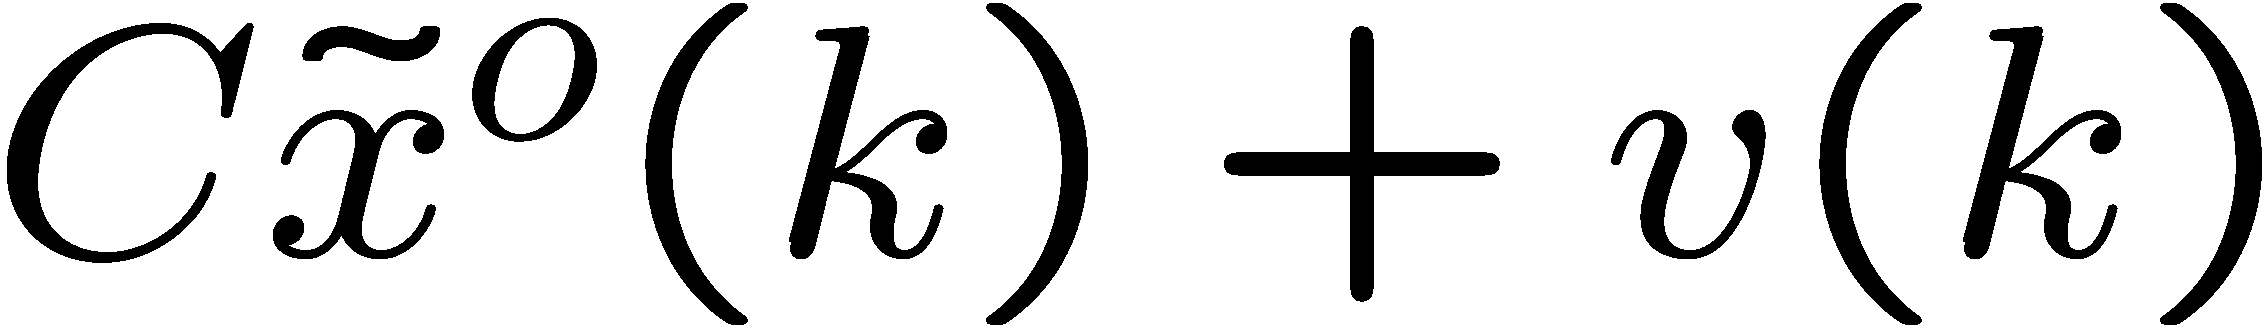 $C\tilde{x}^{o}(k) + v(k)$